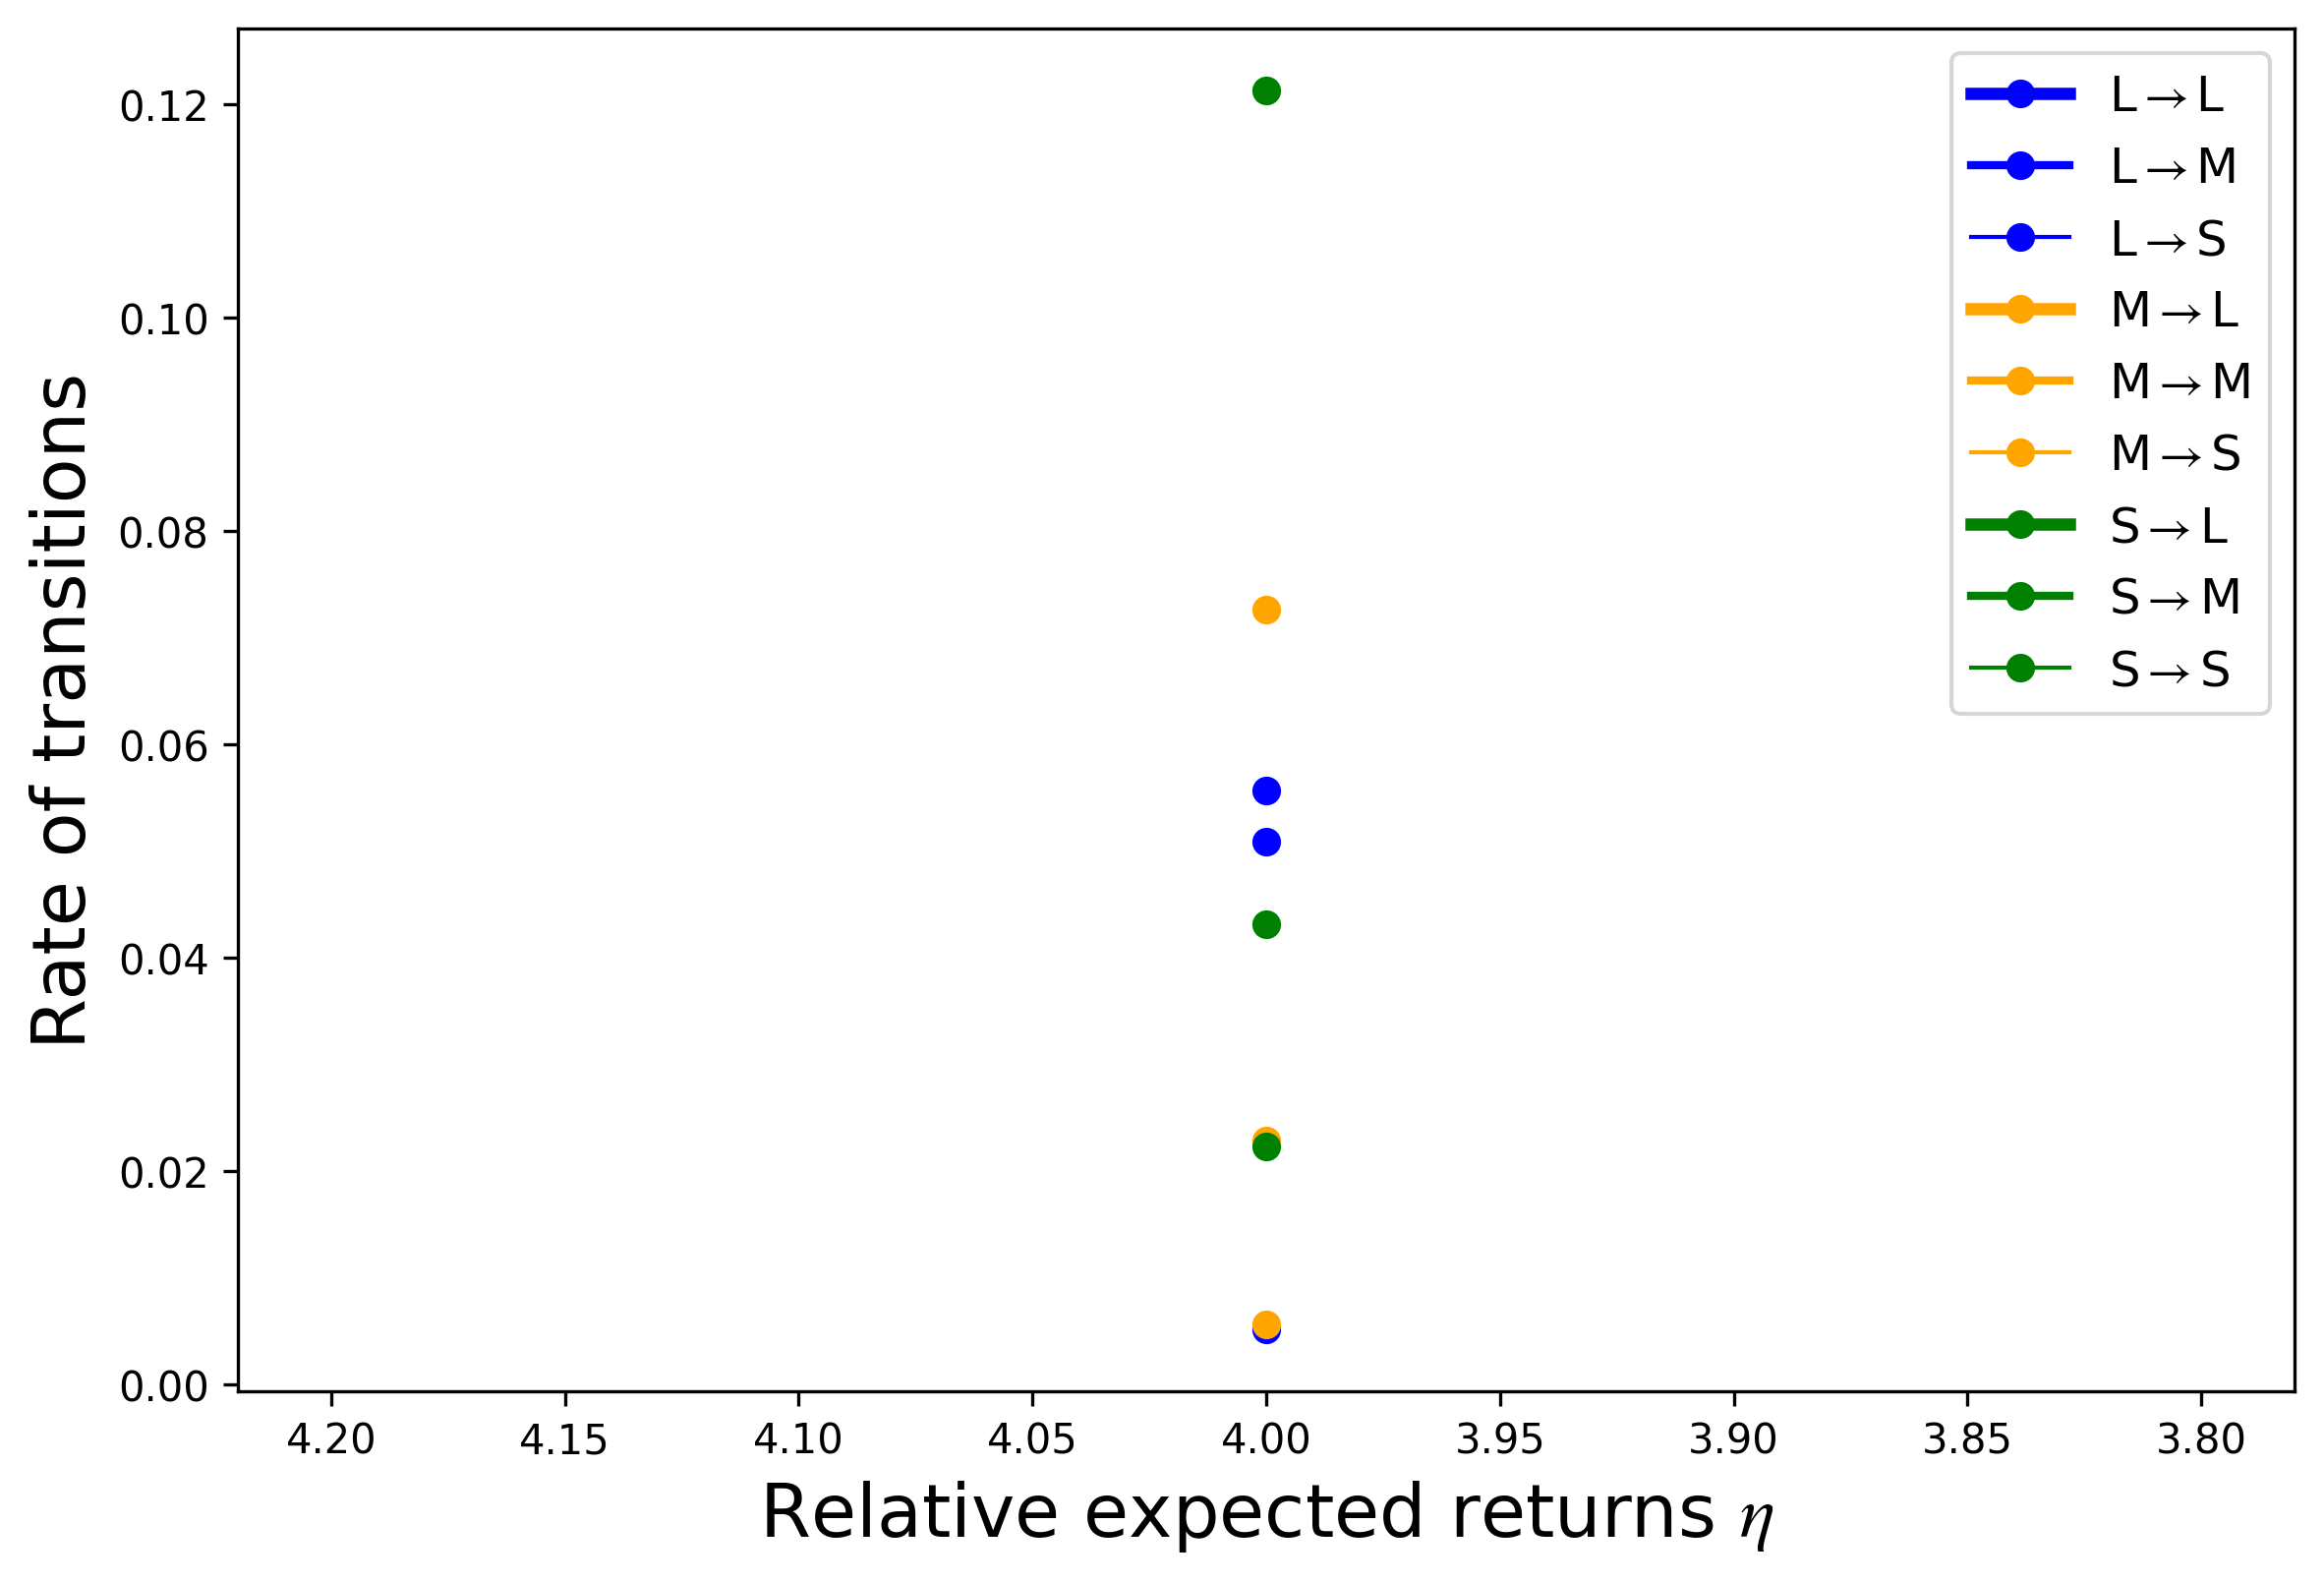 Rate of transitions
0.12
0.10
0.08
0.06
0.04
0.02
0.00
L→L
L→M
L→S
M→L
M→M
M→S
S→L
S→M
S→S
4.20 4.15 4.10 4.05 4.00 3.95 3.90 3.85 3.80
Relative expected returns η